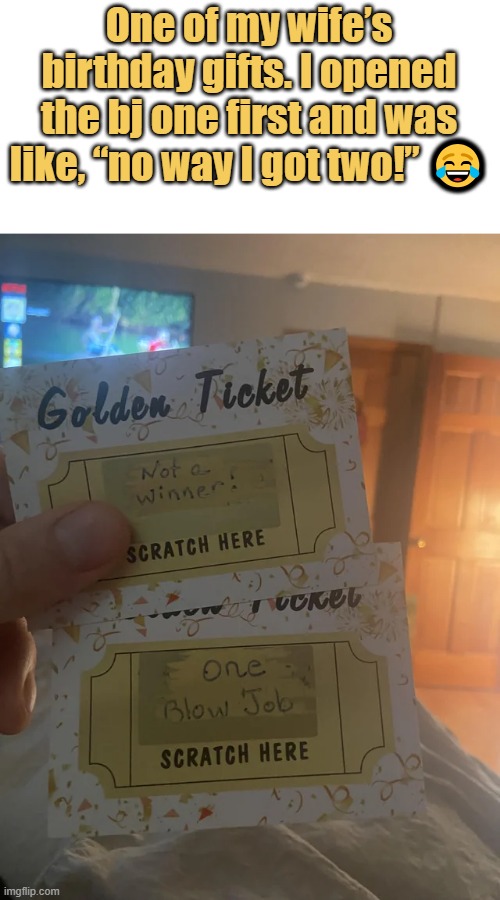 One of my wife’s
birthday gifts. I opened
the bj one first and was
like, “no way I got two!” 😂
Golden Ticket
Not a
winner!
SCRATCH HERE
Ticket
One
Blow Job
SCRATCH HERE
imgflip.com